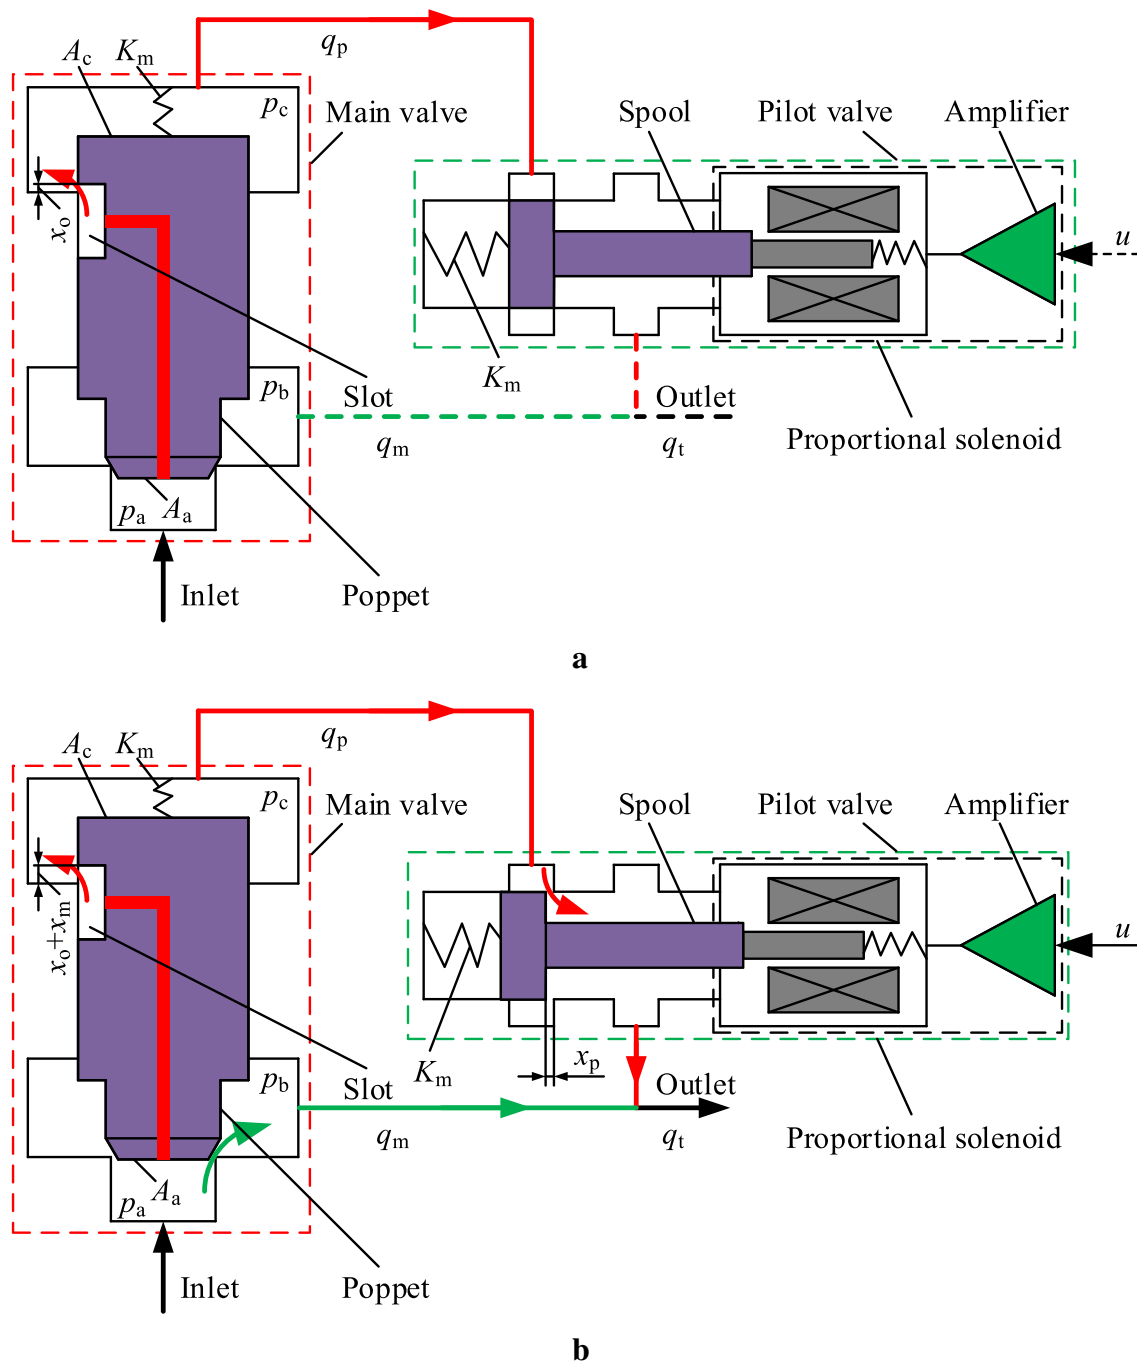 q_p
A_c
K_m
p_c
Main valve
Spool
Pilot valve
Amplifier
x_o
u
K_m
p_b
Slot
Outlet
q_m
q_t
Proportional solenoid
p_a
A_a
Inlet
Poppet
a
q_p
A_c
K_m
p_c
Main valve
Spool
Pilot valve
Amplifier
x_o+x_m
u
K_m
x_p
p_b
Slot
Outlet
q_m
q_t
Proportional solenoid
A_a
p_a
Inlet
Poppet
b